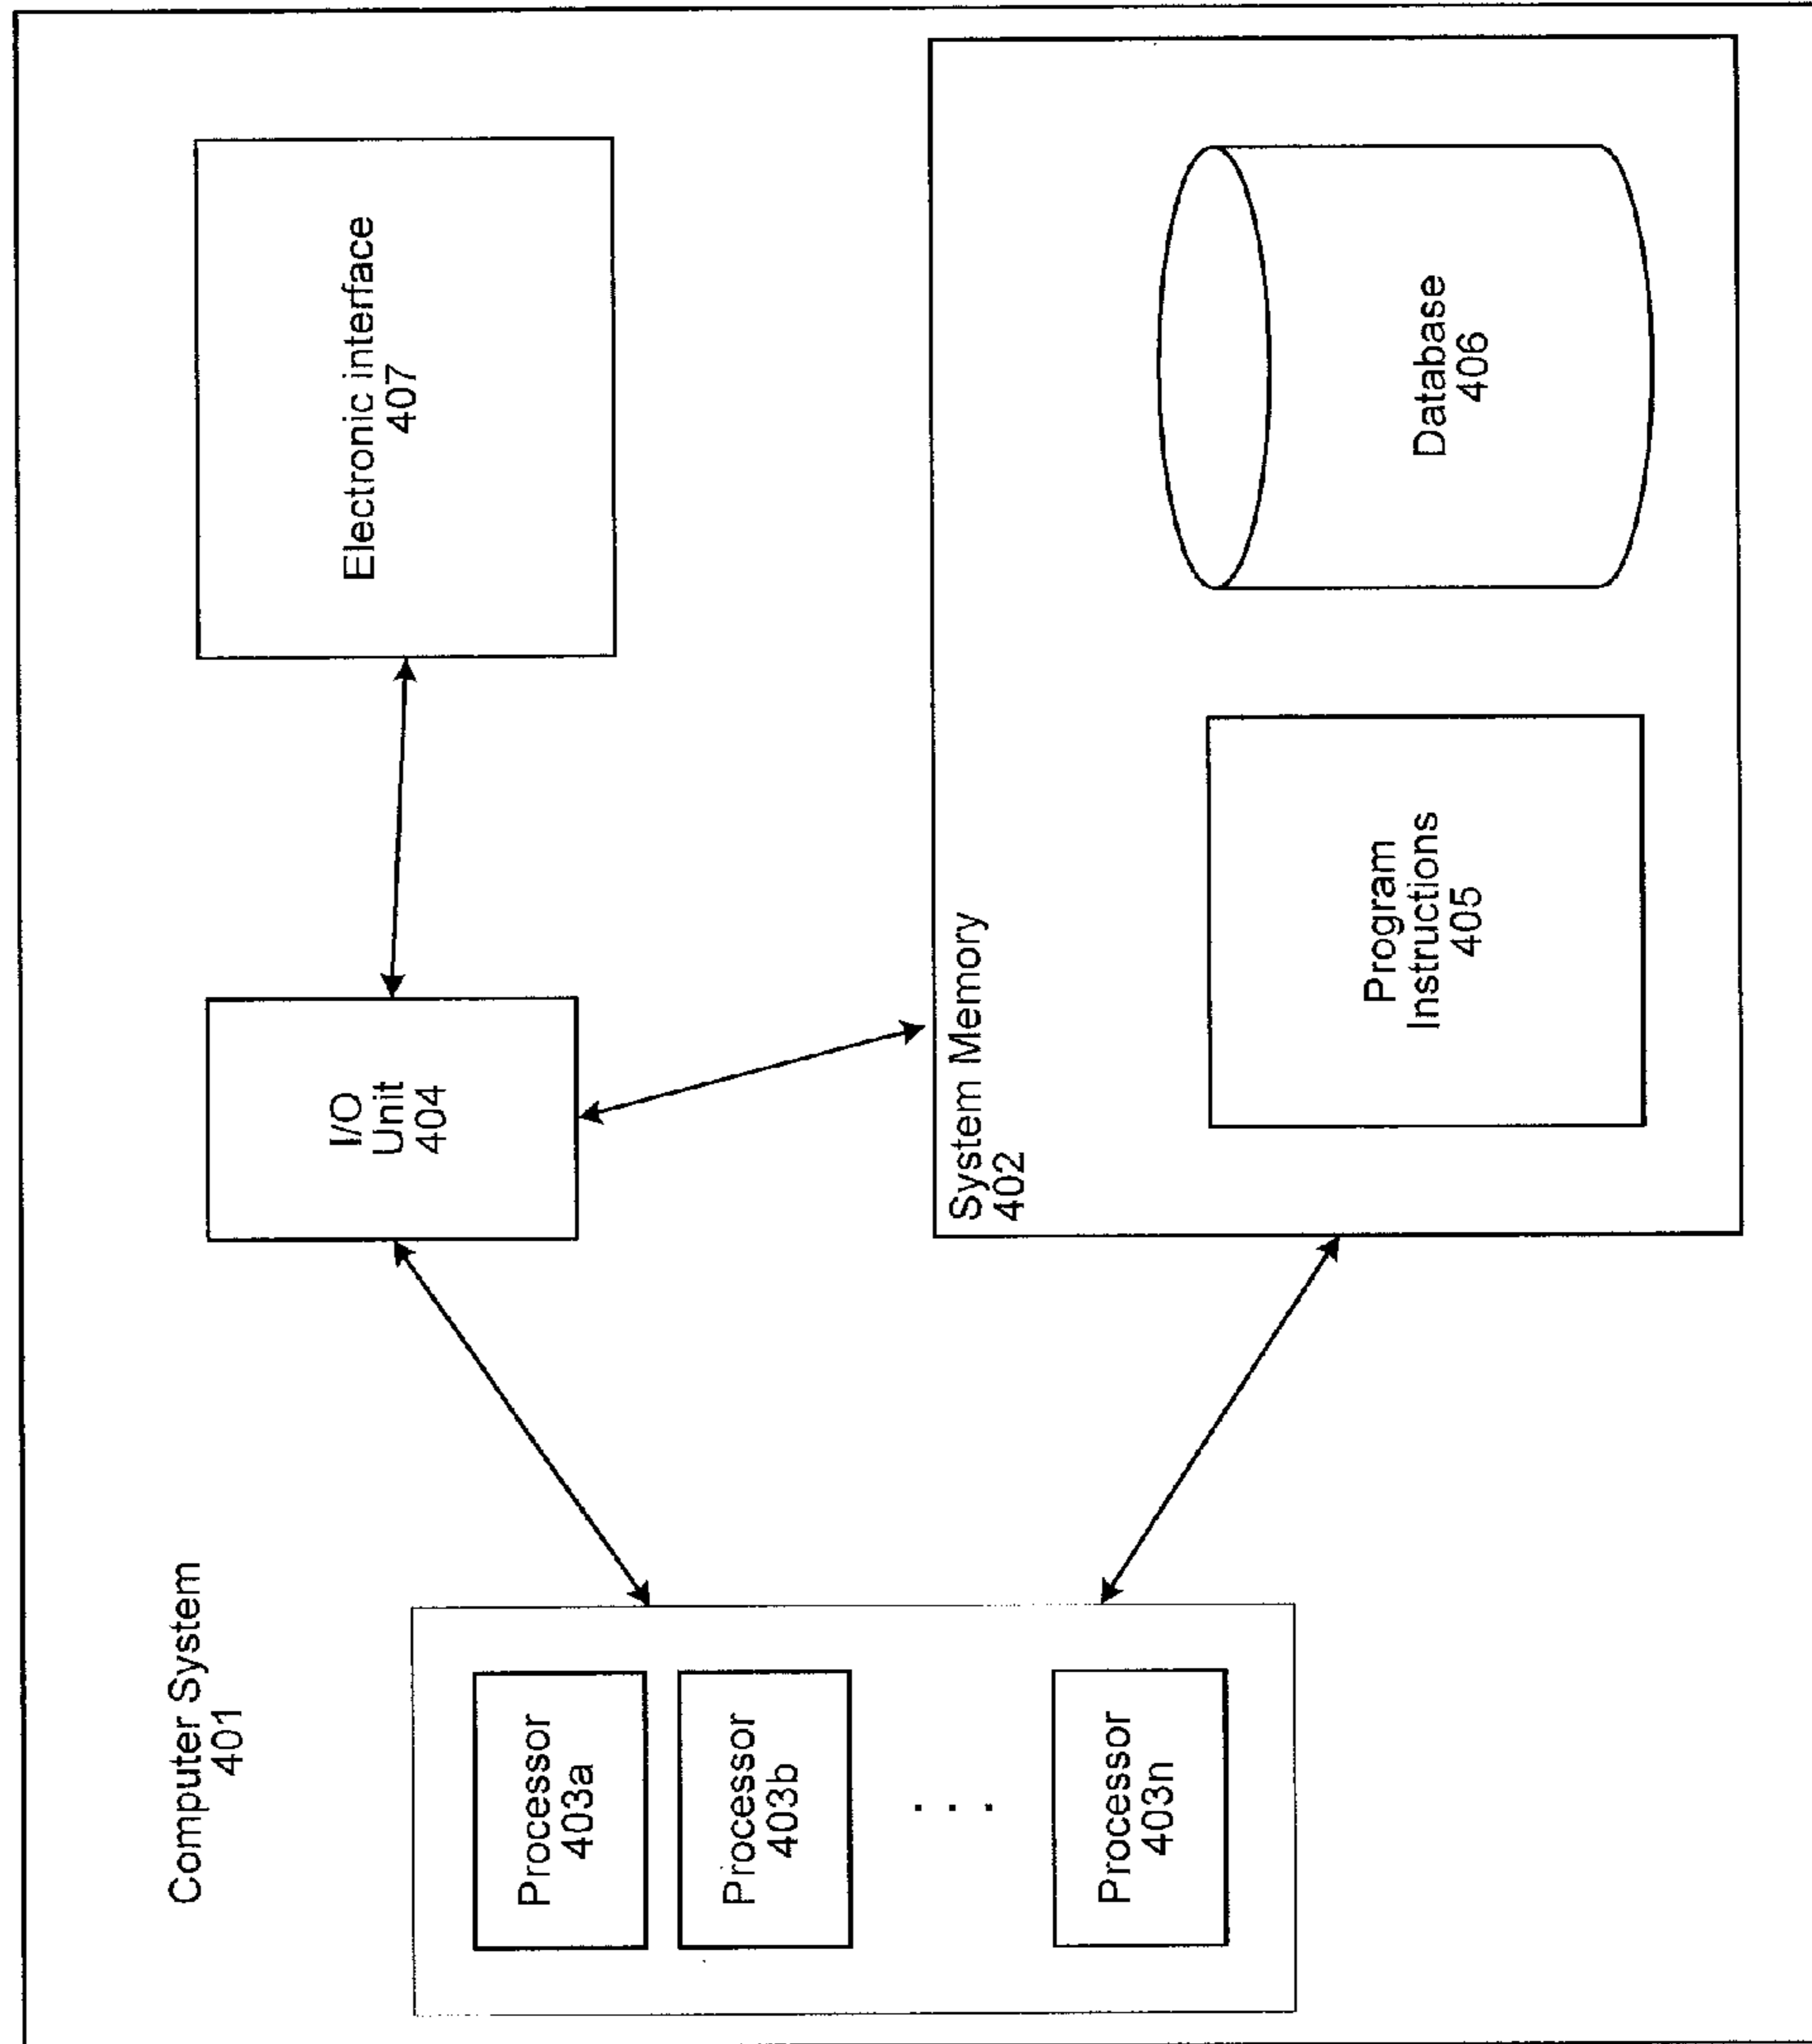 Computer System
401
Processor
403a
Processor
403b
. . .
Processor
403n
I/O
Unit
404
Electronic interface
407
System Memory
402
Program
Instructions
405
Database
406